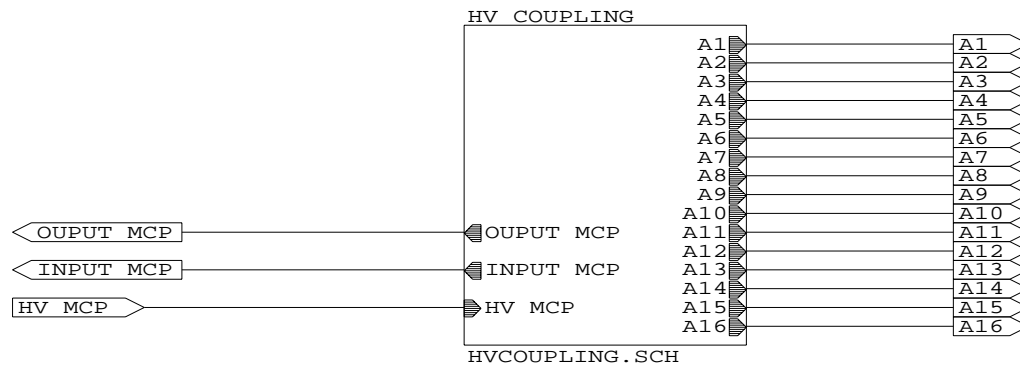 HV COUPLING
A1 A1
A2 A2
A3 A3
A4 A4
A5 A5
A6 A6
A7 A7
A8 A8
A9 A9
A10 A10
OUPUT MCP OUPUT MCP A11 A11
A12 A12
INPUT MCP INPUT MCP A13 A13
A14 A14
HV MCP HV MCP A15 A15
A16 A16
HVCOUPLING.SCH